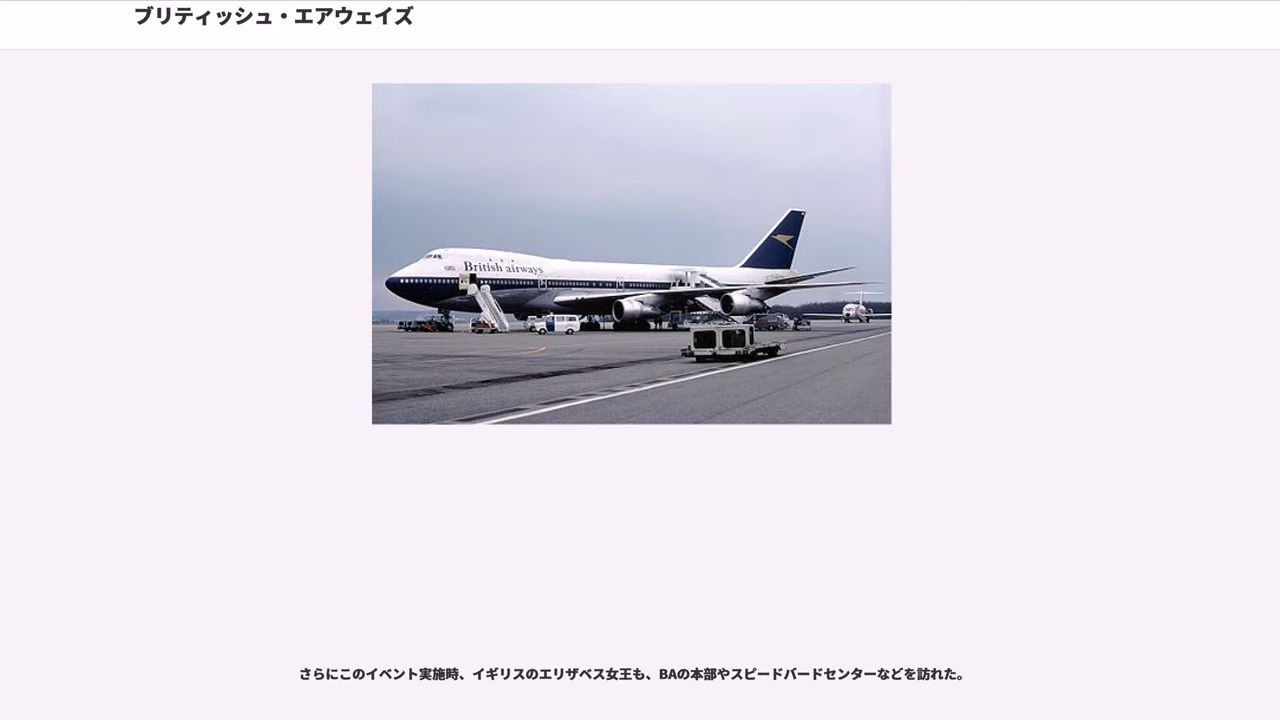 ブリティッシュ・エアウェイズ
British airways
さらにこのイベント実施時、イギリスのエリザベス女王も、BAの本部やスピードバードセンターなどを訪れた。